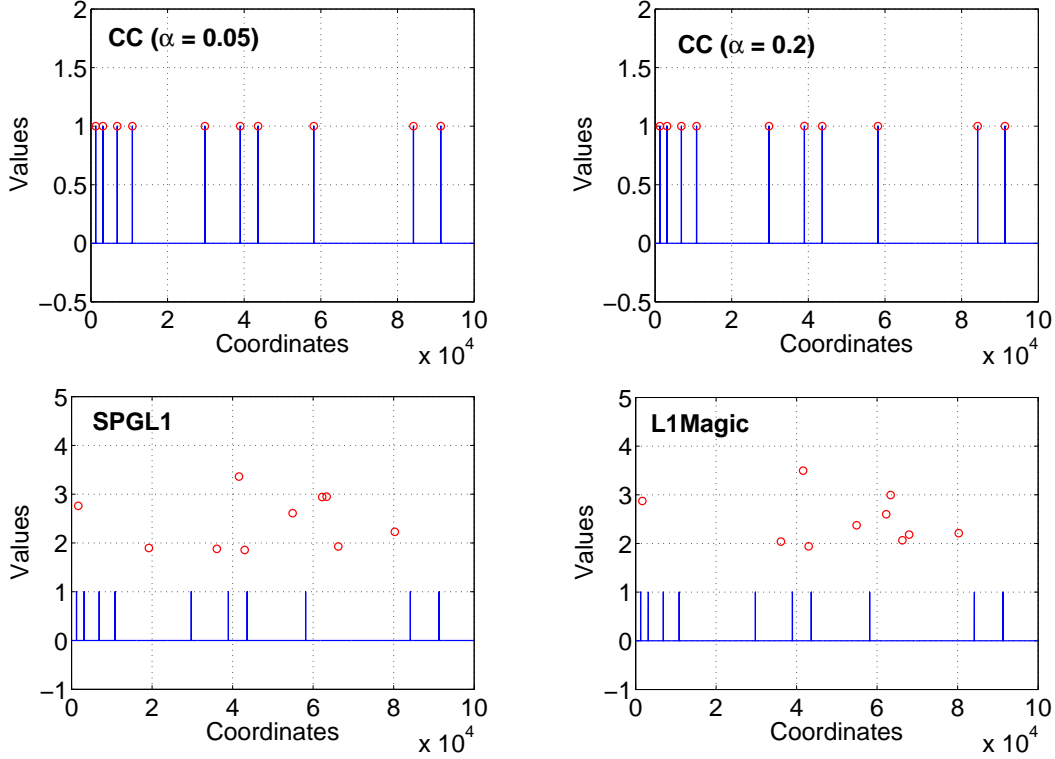 2
1.5
1
0.5
0
−0.5
Values
CC (α = 0.05)
0 2 4 6 8 10
Coordinates
x 10^4
2
1.5
1
0.5
0
−0.5
Values
CC (α = 0.2)
0 2 4 6 8 10
Coordinates
x 10^4
5
4
3
2
1
0
−1
Values
SPGL1
0 2 4 6 8 10
Coordinates
x 10^4
5
4
3
2
1
0
−1
Values
L1Magic
0 2 4 6 8 10
Coordinates
x 10^4